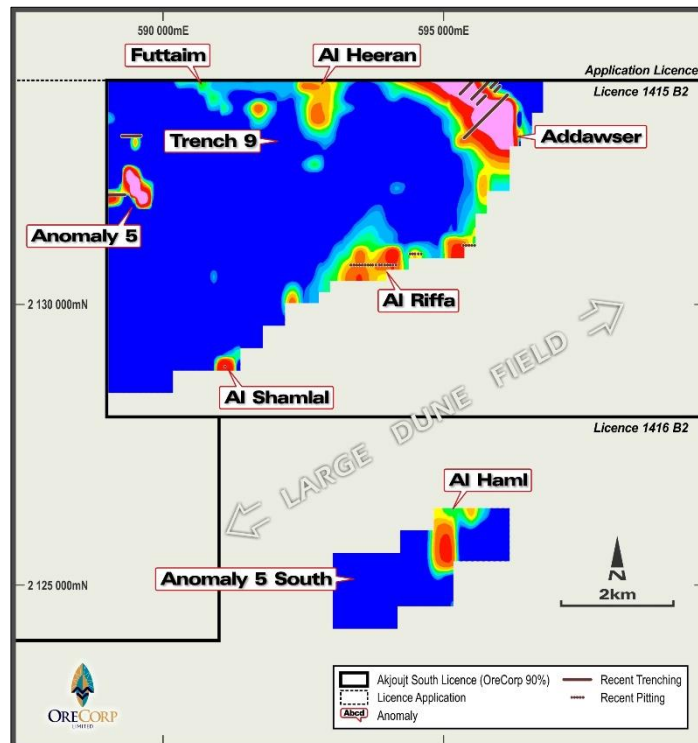 590 000mE
595 000mE
Futtaim
Al Heeran
Application Licence
Licence 1415 B2
Trench 9
Addawser
Anomaly 5
2 130 000mN
Al Riffa
Al Shamlal
LARGE DUNE FIELD
Licence 1416 B2
Al Haml
Anomaly 5 South
2 125 000mN
N
2km
Akjoujt South Licence (OreCorp 90%)
Recent Trenching
Licence Application
Recent Pitting
Abcd
Anomaly
ORECORP
LIMITED